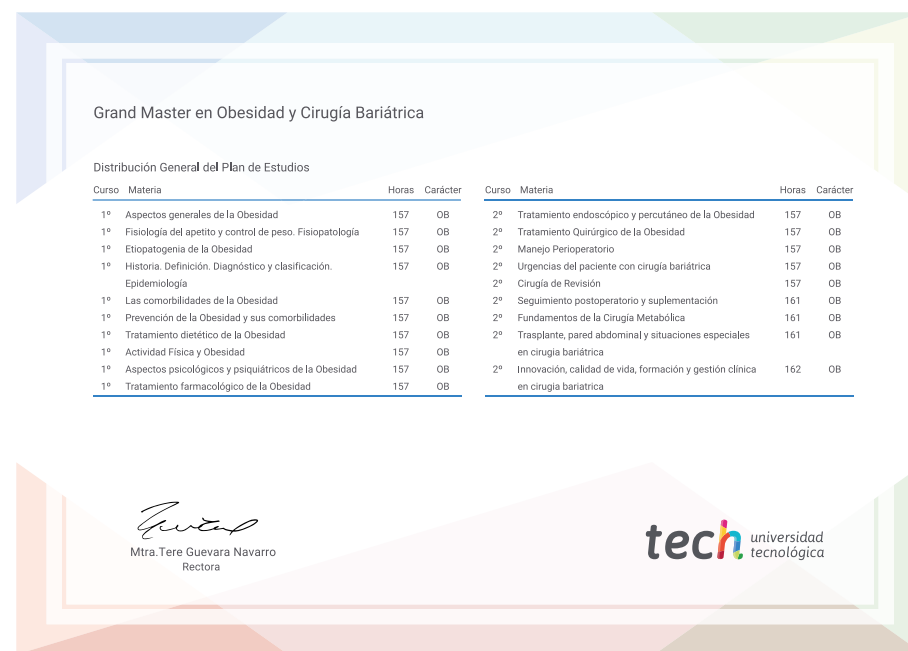 Grand Master en Obesidad y Cirugía Bariátrica
Distribución General del Plan de Estudios
Curso Materia Horas Carácter
1º Aspectos generales de la Obesidad 157 OB
1º Fisiología del apetito y control de peso. Fisiopatología 157 OB
1º Etiopatogenia de la Obesidad 157 OB
1º Historia. Definición. Diagnóstico y clasificación. 157 OB
Epidemiología
1º Las comorbilidades de la Obesidad 157 OB
1º Prevención de la Obesidad y sus comorbilidades 157 OB
1º Tratamiento dietético de la Obesidad 157 OB
1º Actividad Física y Obesidad 157 OB
1º Aspectos psicológicos y psiquiátricos de la Obesidad 157 OB
1º Tratamiento farmacológico de la Obesidad 157 OB
Curso Materia Horas Carácter
2º Tratamiento endoscópico y percutáneo de la Obesidad 157 OB
2º Tratamiento Quirúrgico de la Obesidad 157 OB
2º Manejo Perioperatorio 157 OB
2º Urgencias del paciente con cirugía bariátrica 157 OB
2º Cirugía de Revisión 157 OB
2º Seguimiento postoperatorio y suplementación 161 OB
2º Fundamentos de la Cirugía Metabólica 161 OB
2º Trasplante, pared abdominal y situaciones especiales 161 OB
en cirugia bariátrica
2º Innovación, calidad de vida, formación y gestión clínica 162 OB
en cirugia bariatrica
Mtra.Tere Guevara Navarro
Rectora
tech universidad
tecnológica